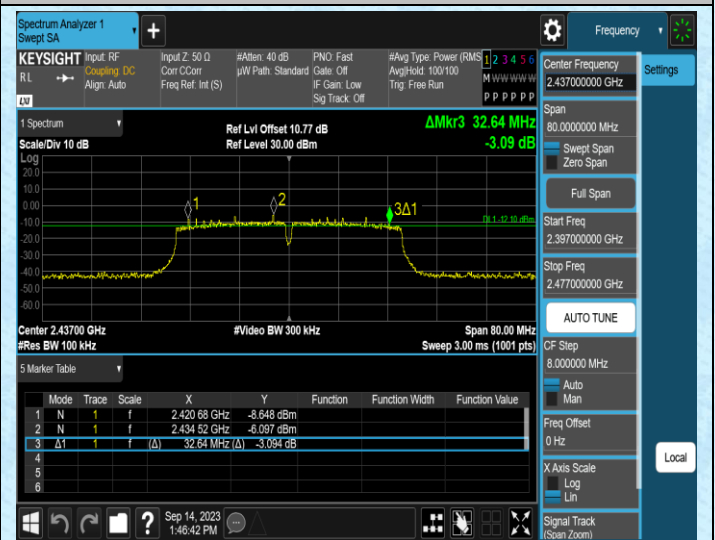 Spectrum Analyzer 1
Swept SA
+
Frequency
KEYSIGHT
RL
LXI
Input: RF
Coupling: DC
Align: Auto
Input Z: 50 Ω
Corr CCorr
Freq Ref: Int (S)
#Atten: 40 dB
µW Path: Standard
PNO: Fast
Gate: Off
IF Gain: Low
Sig Track: Off
#Avg Type: Power (RMS
Avg|Hold: 100/100
Trig: Free Run
1 2 3 4 5 6
M W W W W W
P P P P P P
1 Spectrum
Scale/Div 10 dB
Ref Lvl Offset 10.77 dB
Ref Level 30.00 dBm
ΔMkr3 32.64 MHz
-3.09 dB
Log
20.0
10.0
0.00
-10.0
-20.0
-30.0
-40.0
-50.0
-60.0
1
2
3Δ1
DL1 -12.10 dBm
Center 2.43700 GHz
#Res BW 100 kHz
#Video BW 300 kHz
Span 80.00 MHz
Sweep 3.00 ms (1001 pts)
5 Marker Table
Mode Trace Scale X Y Function Function Width Function Value
1 N 1 f 2.420 68 GHz -8.648 dBm
2 N 1 f 2.434 52 GHz -6.097 dBm
3 Δ1 1 f (Δ) 32.64 MHz (Δ) -3.094 dB
4
5
6
?
Sep 14, 2023
1:46:42 PM
Center Frequency
2.437000000 GHz
Settings
Span
80.0000000 MHz
Swept Span
Zero Span
Full Span
Start Freq
2.397000000 GHz
Stop Freq
2.477000000 GHz
AUTO TUNE
CF Step
8.000000 MHz
Auto
Man
Freq Offset
0 Hz
Local
X Axis Scale
Log
Lin
Signal Track
(Span Zoom)